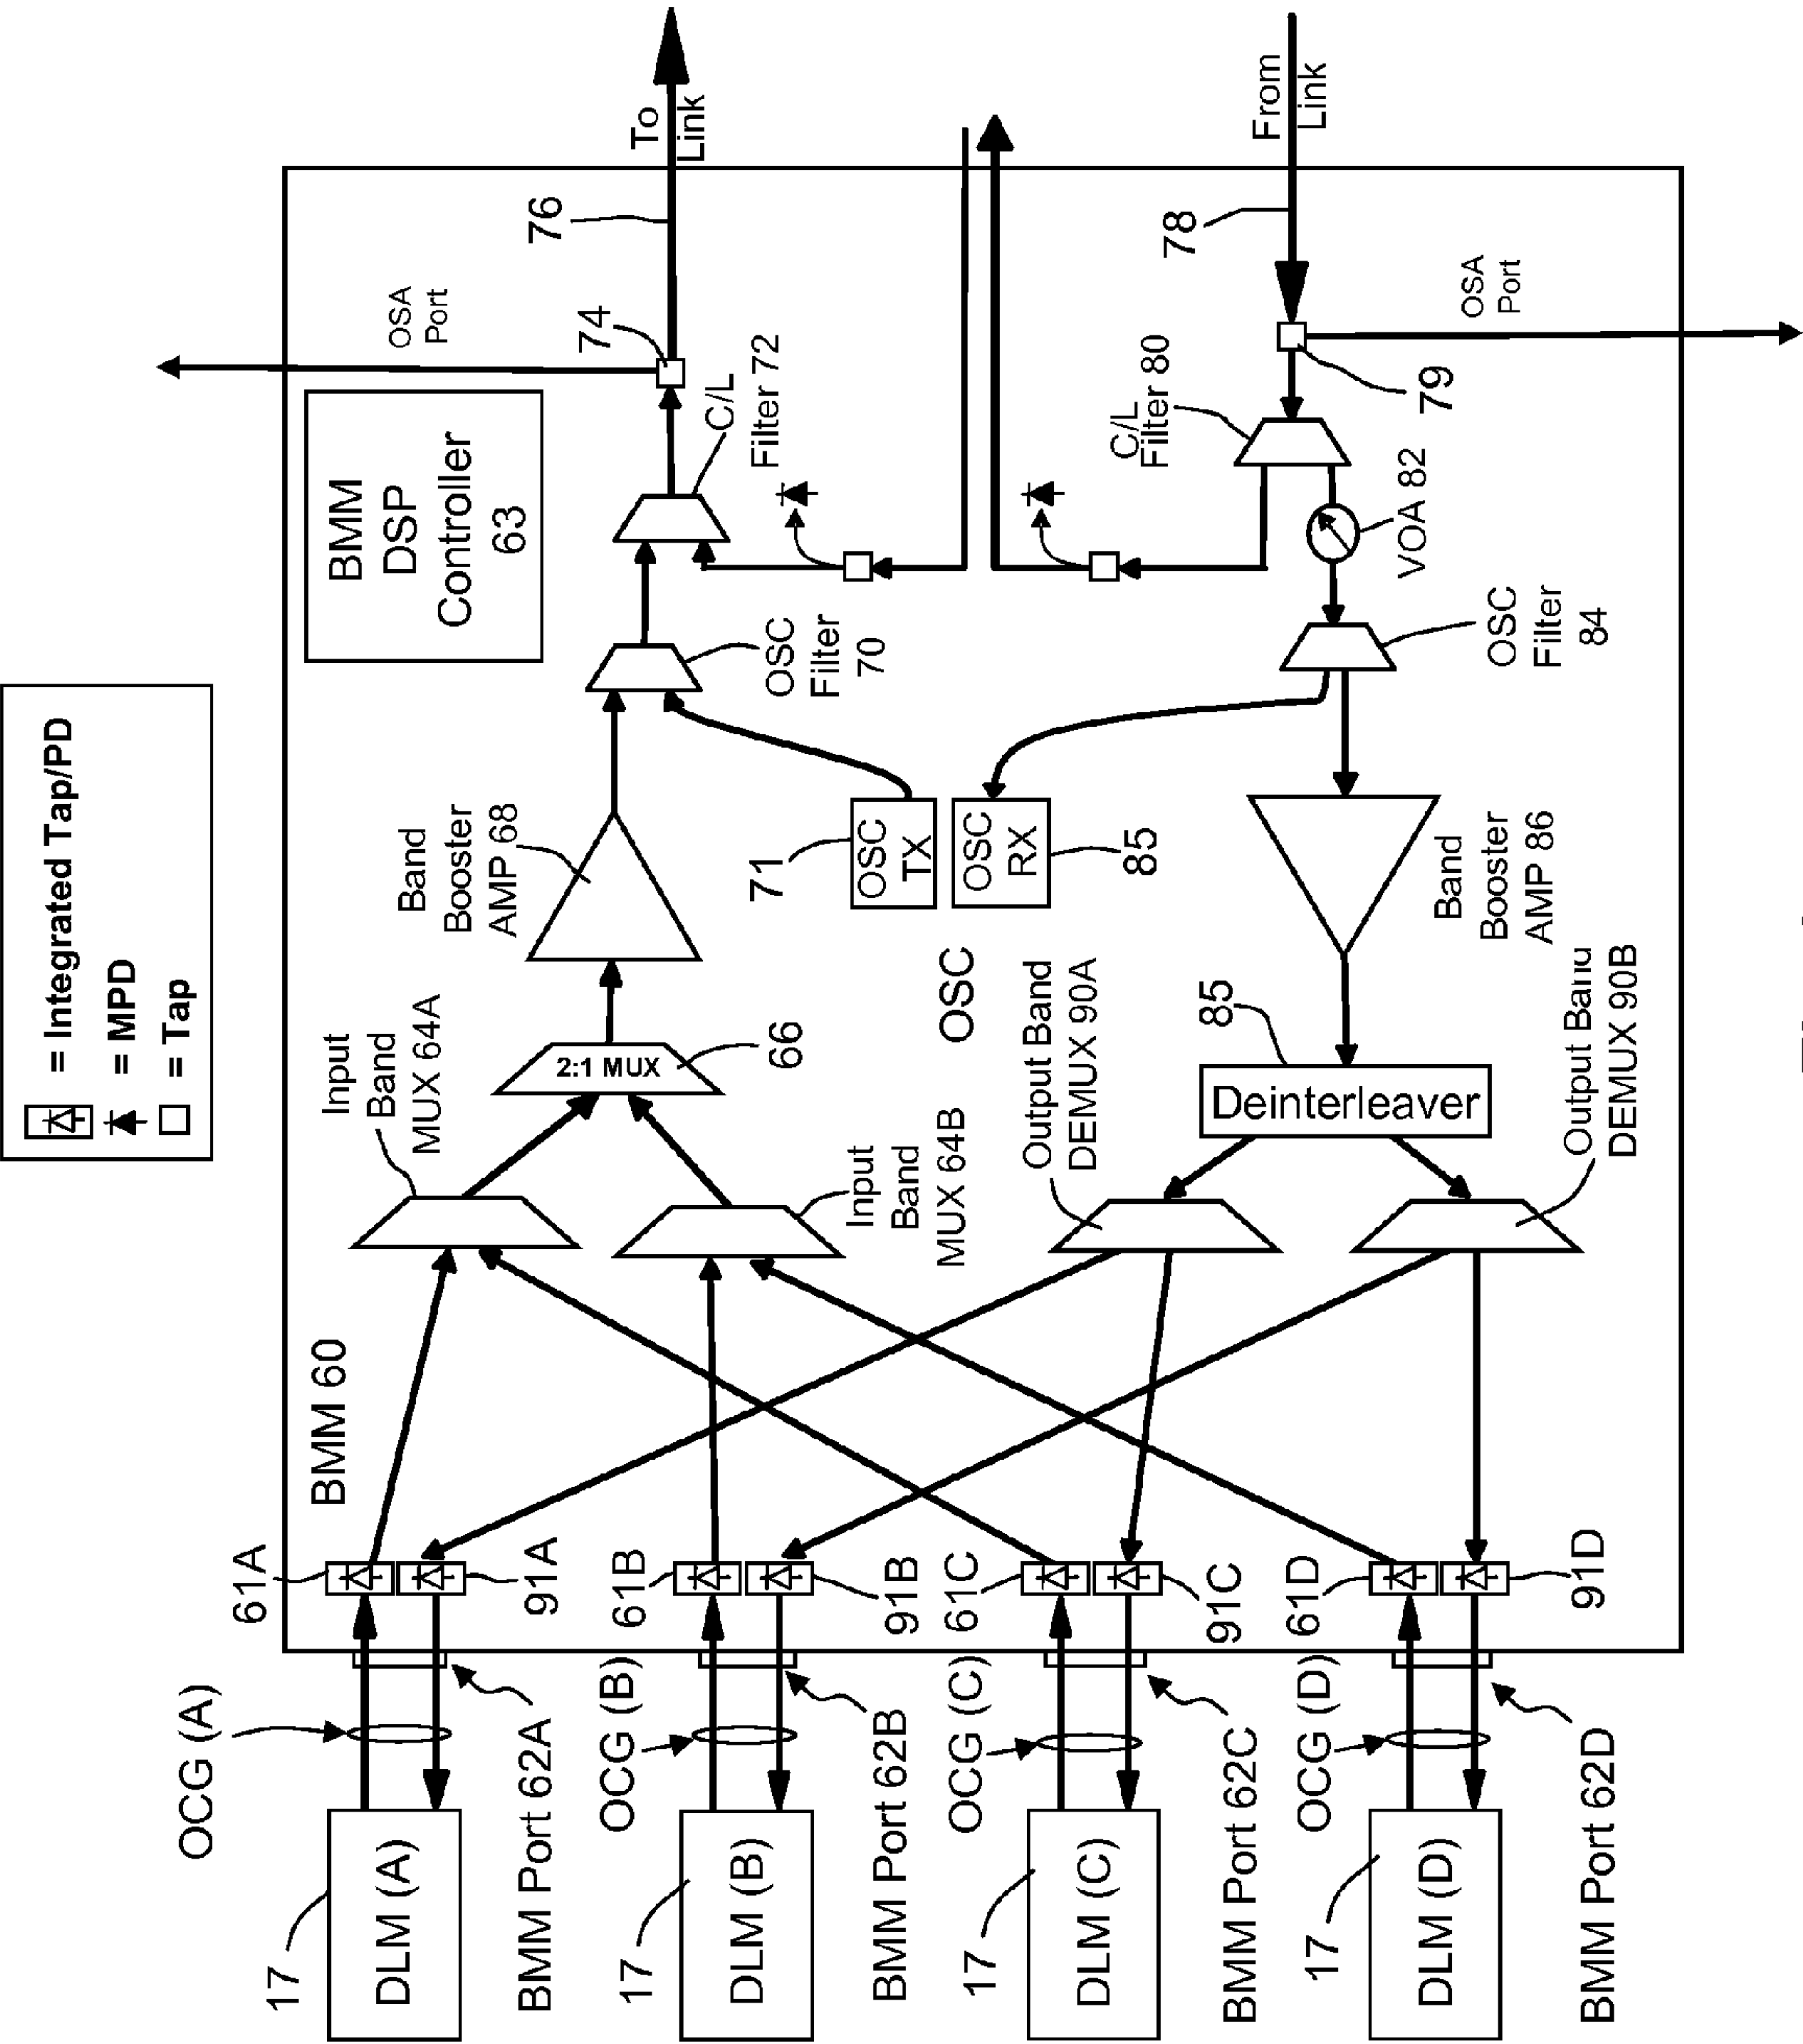 = Integrated Tap/PD
= MPD
= Tap
BMM
DSP
Controller
63
OSA
Port
To
Link
76
74
C/L
Filter 72
OSC
Filter
70
Band
Booster
AMP 68
71
OSC
TX
OSC
RX
85
OSC
Input
Band
MUX 64A
2:1 MUX
66
Input
Band
MUX 64B
From
Link
78
OSA
Port
79
C/L
Filter 80
VOA 82
OSC
Filter
84
Band
Booster
AMP 86
85
Deinterleaver
Output Band
DEMUX 90A
Output Band
DEMUX 90B
BMM 60
61A
91A
61B
91B
61C
91C
61D
91D
OCG (A)
BMM Port 62A
OCG (B)
BMM Port 62B
OCG (C)
BMM Port 62C
OCG (D)
BMM Port 62D
17
DLM (A)
17
DLM (B)
17
DLM (C)
17
DLM (D)